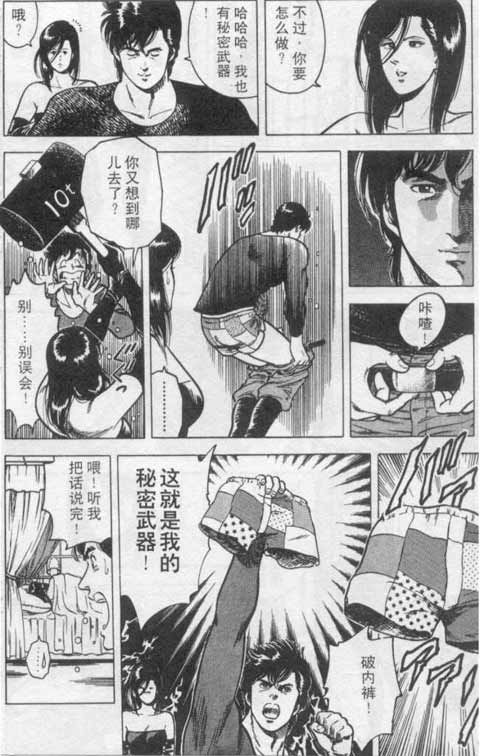 不过，你要
怎么做？
哈哈哈，我也
有秘密武器
！
哦？
咔喳！
………
你又想到哪
儿去了？
10t
别……别误会！
破内裤！
这就是我的
秘密武器！
喂！听我
把话说完！
……